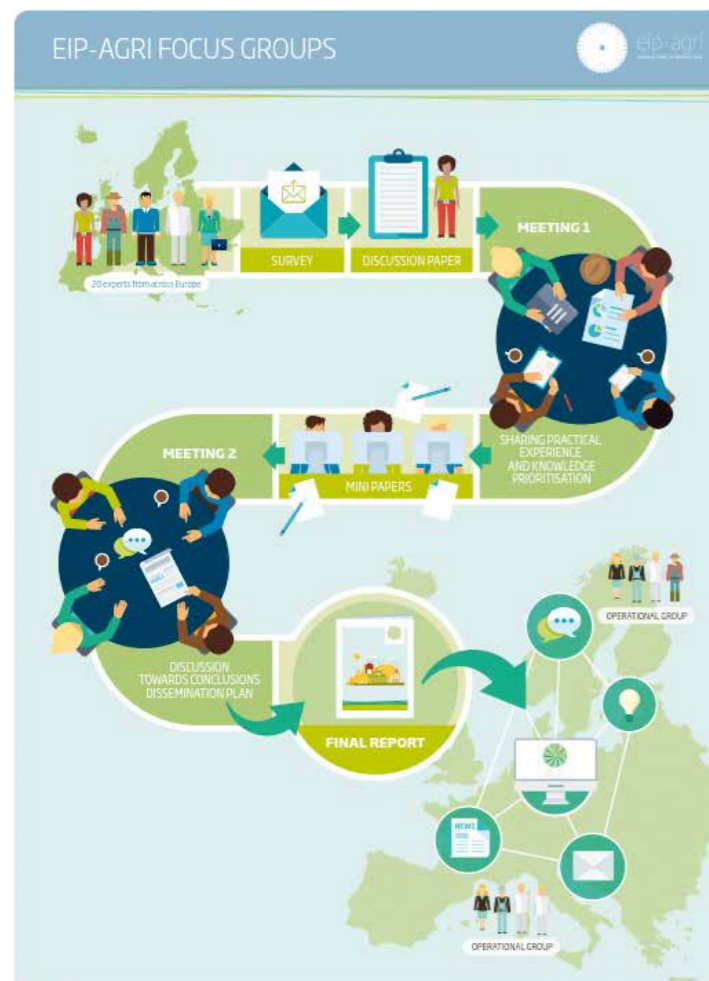 EIP-AGRI FOCUS GROUPS
eip-agri
20 experts from across Europe
SURVEY
DISCUSSION PAPER
MEETING 1
SHARING PRACTICAL
EXPERIENCE
AND KNOWLEDGE
PRIORITISATION
MINI PAPERS
MEETING 2
DISCUSSION
TOWARDS CONCLUSIONS
DISSEMINATION PLAN
FINAL REPORT
OPERATIONAL GROUP
NEWS
OPERATIONAL GROUP